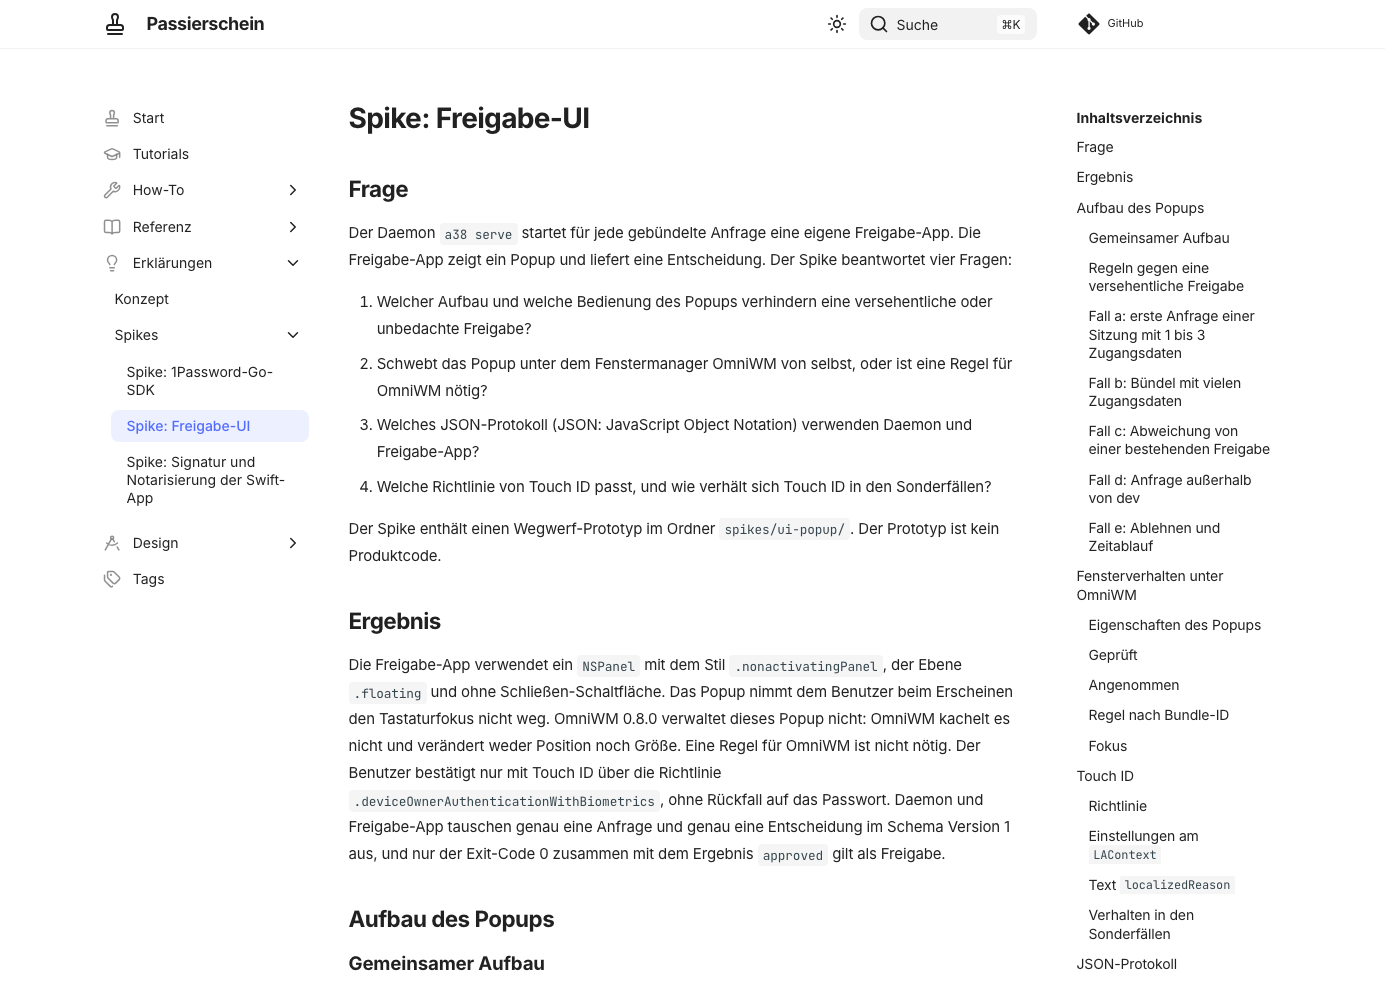 Passierschein
Suche
⌘K
GitHub
Start
Tutorials
How-To
Referenz
Erklärungen
Konzept
Spikes
Spike: 1Password-Go-
SDK
Spike: Freigabe-UI
Spike: Signatur und
Notarisierung der Swift-
App
Design
Tags
Spike: Freigabe-UI
Frage
Der Daemon a38 serve startet für jede gebündelte Anfrage eine eigene Freigabe-App. Die
Freigabe-App zeigt ein Popup und liefert eine Entscheidung. Der Spike beantwortet vier Fragen:
1. Welcher Aufbau und welche Bedienung des Popups verhindern eine versehentliche oder
unbedachte Freigabe?
2. Schwebt das Popup unter dem Fenstermanager OmniWM von selbst, oder ist eine Regel für
OmniWM nötig?
3. Welches JSON-Protokoll (JSON: JavaScript Object Notation) verwenden Daemon und
Freigabe-App?
4. Welche Richtlinie von Touch ID passt, und wie verhält sich Touch ID in den Sonderfällen?
Der Spike enthält einen Wegwerf-Prototyp im Ordner spikes/ui-popup/. Der Prototyp ist kein
Produktcode.
Ergebnis
Die Freigabe-App verwendet ein NSPanel mit dem Stil .nonactivatingPanel, der Ebene
.floating und ohne Schließen-Schaltfläche. Das Popup nimmt dem Benutzer beim Erscheinen
den Tastaturfokus nicht weg. OmniWM 0.8.0 verwaltet dieses Popup nicht: OmniWM kachelt es
nicht und verändert weder Position noch Größe. Eine Regel für OmniWM ist nicht nötig. Der
Benutzer bestätigt nur mit Touch ID über die Richtlinie
.deviceOwnerAuthenticationWithBiometrics, ohne Rückfall auf das Passwort. Daemon und
Freigabe-App tauschen genau eine Anfrage und genau eine Entscheidung im Schema Version 1
aus, und nur der Exit-Code 0 zusammen mit dem Ergebnis approved gilt als Freigabe.
Aufbau des Popups
Gemeinsamer Aufbau
Inhaltsverzeichnis
Frage
Ergebnis
Aufbau des Popups
Gemeinsamer Aufbau
Regeln gegen eine
versehentliche Freigabe
Fall a: erste Anfrage einer
Sitzung mit 1 bis 3
Zugangsdaten
Fall b: Bündel mit vielen
Zugangsdaten
Fall c: Abweichung von
einer bestehenden Freigabe
Fall d: Anfrage außerhalb
von dev
Fall e: Ablehnen und
Zeitablauf
Fensterverhalten unter
OmniWM
Eigenschaften des Popups
Geprüft
Angenommen
Regel nach Bundle-ID
Fokus
Touch ID
Richtlinie
Einstellungen am
LAContext
Text localizedReason
Verhalten in den
Sonderfällen
JSON-Protokoll